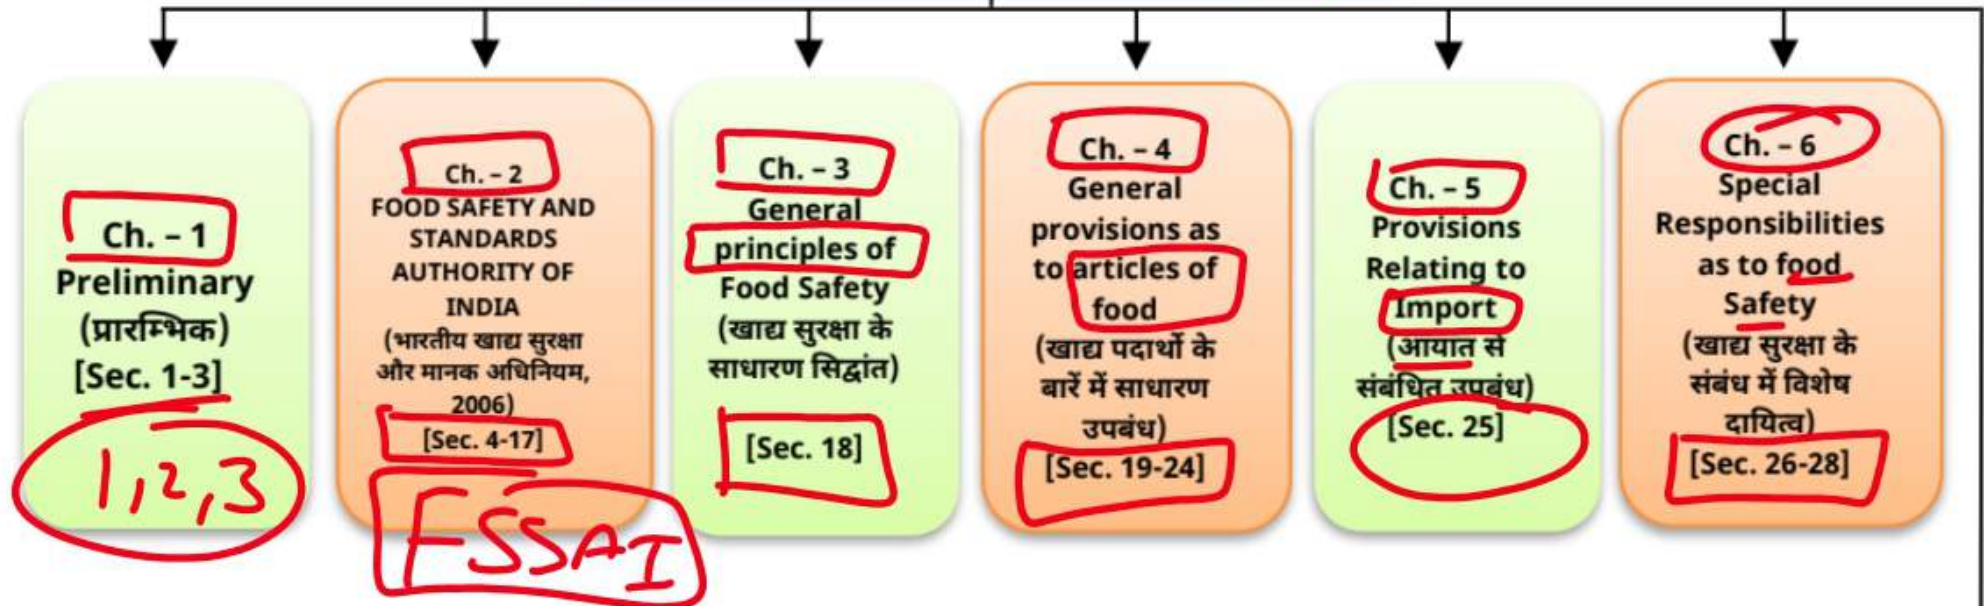 Ch. – 1
Preliminary
(प्रारम्भिक)
[Sec. 1-3]
1,2,3
Ch. – 2
FOOD SAFETY AND
STANDARDS
AUTHORITY OF
INDIA
(भारतीय खाद्य सुरक्षा
और मानक अधिनियम,
2006)
[Sec. 4-17]
FSSAI
Ch. – 3
General
principles of
Food Safety
(खाद्य सुरक्षा के
साधारण सिद्वांत)
[Sec. 18]
Ch. – 4
General
provisions as
to articles of
food
(खाद्य पदार्थो के
बारें में साधारण
उपबंध)
[Sec. 19-24]
Ch. – 5
Provisions
Relating to
Import
(आयात से
संबंधित उपबंध)
[Sec. 25]
Ch. – 6
Special
Responsibilities
as to food
Safety
(खाद्य सुरक्षा के
संबंध में विशेष
दायित्व)
[Sec. 26-28]